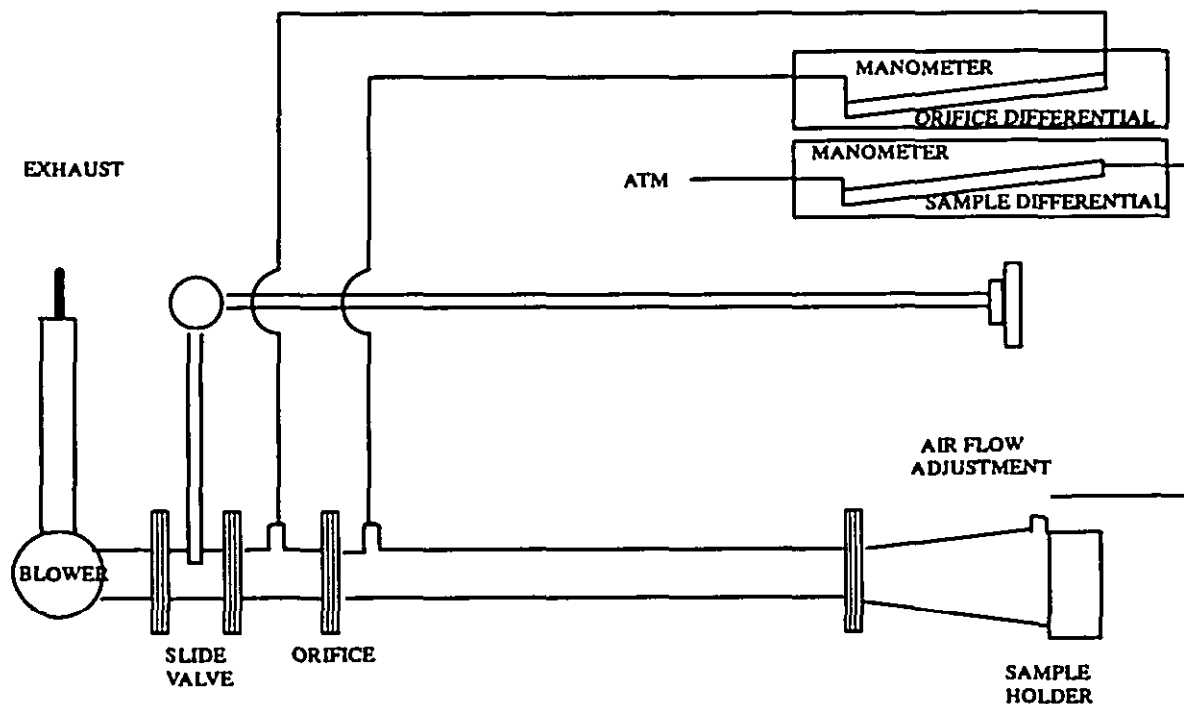 MANOMETER
ORIFICE DIFFERENTIAL
MANOMETER
ATM
SAMPLE DIFFERENTIAL
EXHAUST
AIR FLOW
ADJUSTMENT
BLOWER
SLIDE
VALVE
ORIFICE
SAMPLE
HOLDER